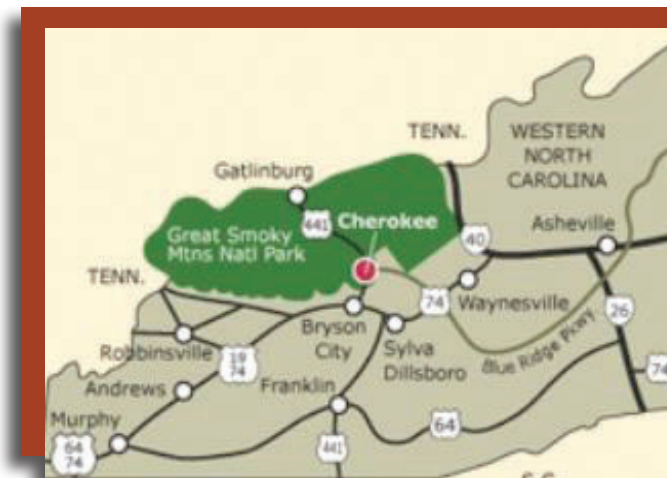 TENN.
WESTERN
NORTH
CAROLINA
Gatlinburg
441
Cherokee
Great Smoky
Mtns Natl Park
40
Asheville
TENN.
74
Waynesville
26
Bryson
City
Sylva
Dillsboro
Blue Ridge Pkwy.
Robbinsville
19
74
74
Andrews
Franklin
Murphy
64
64
74
441